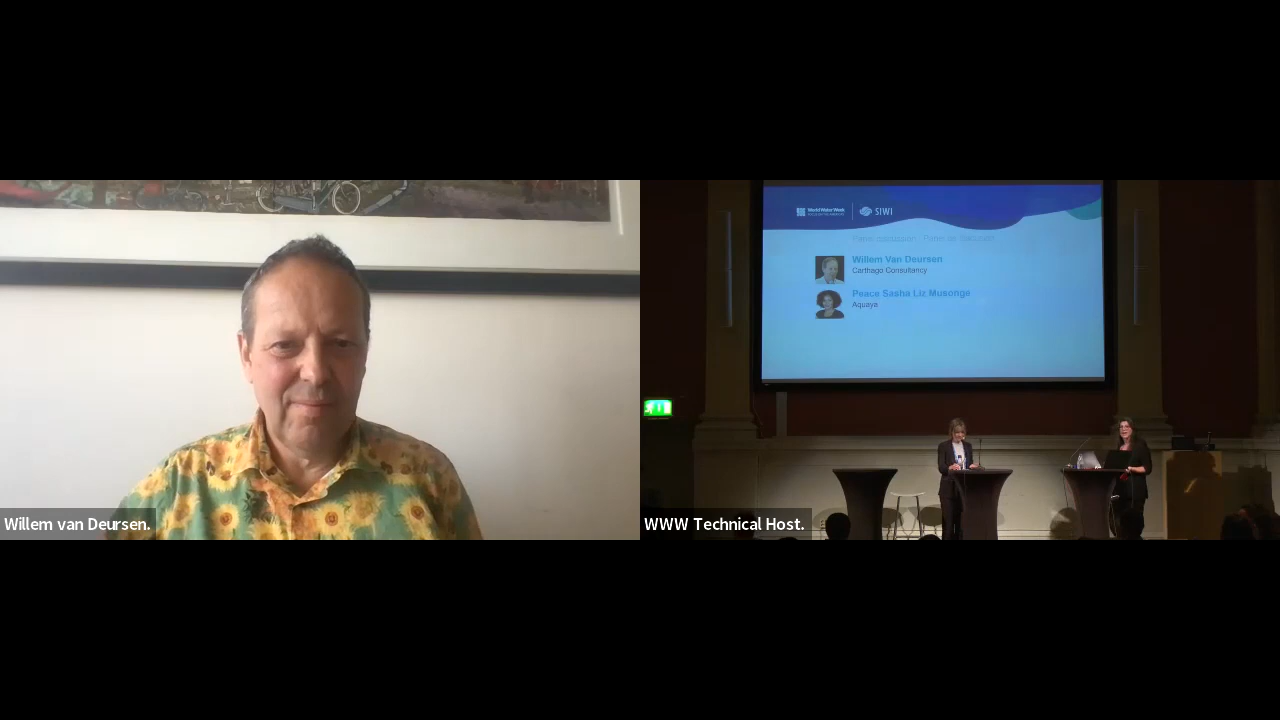 World Water Week
SIWI
Willem Van Deursen
Carthago Consultancy
Peace Sasha Liz Musonge
Aquaya
Willem van Deursen.
WWW Technical Host.